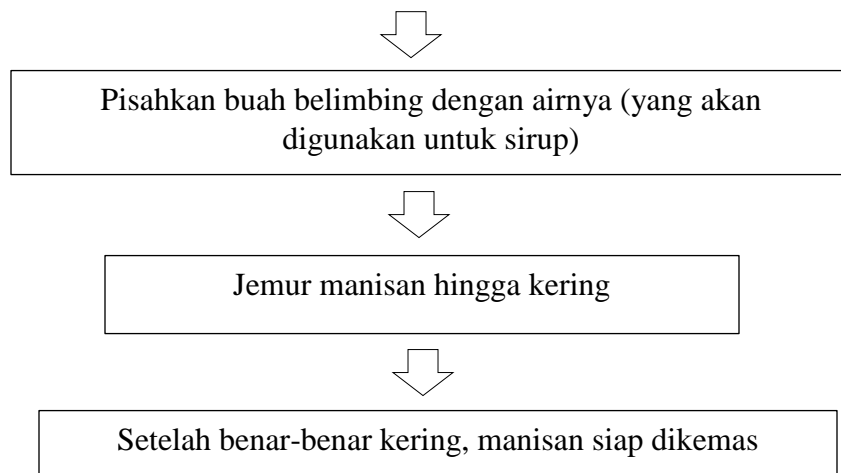 Pisahkan buah belimbing dengan airnya (yang akan
digunakan untuk sirup)
Jemur manisan hingga kering
Setelah benar-benar kering, manisan siap dikemas